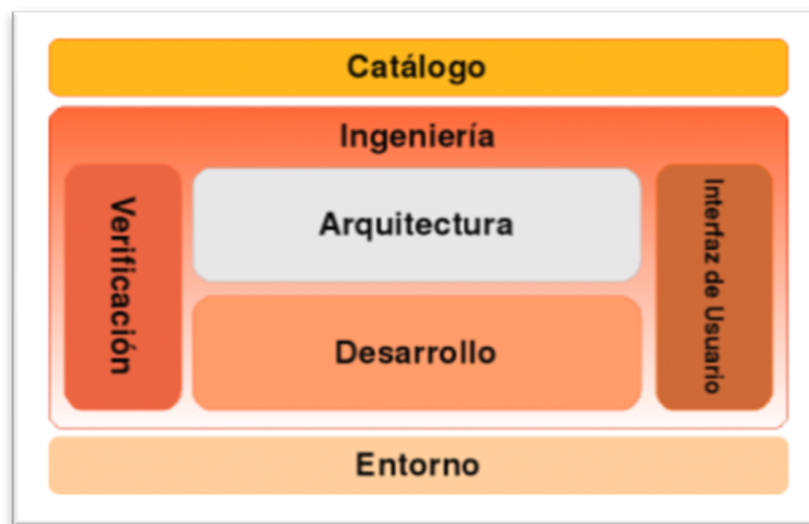 Catálogo
Ingeniería
Verificación
Arquitectura
Interfaz de Usuario
Desarrollo
Entorno